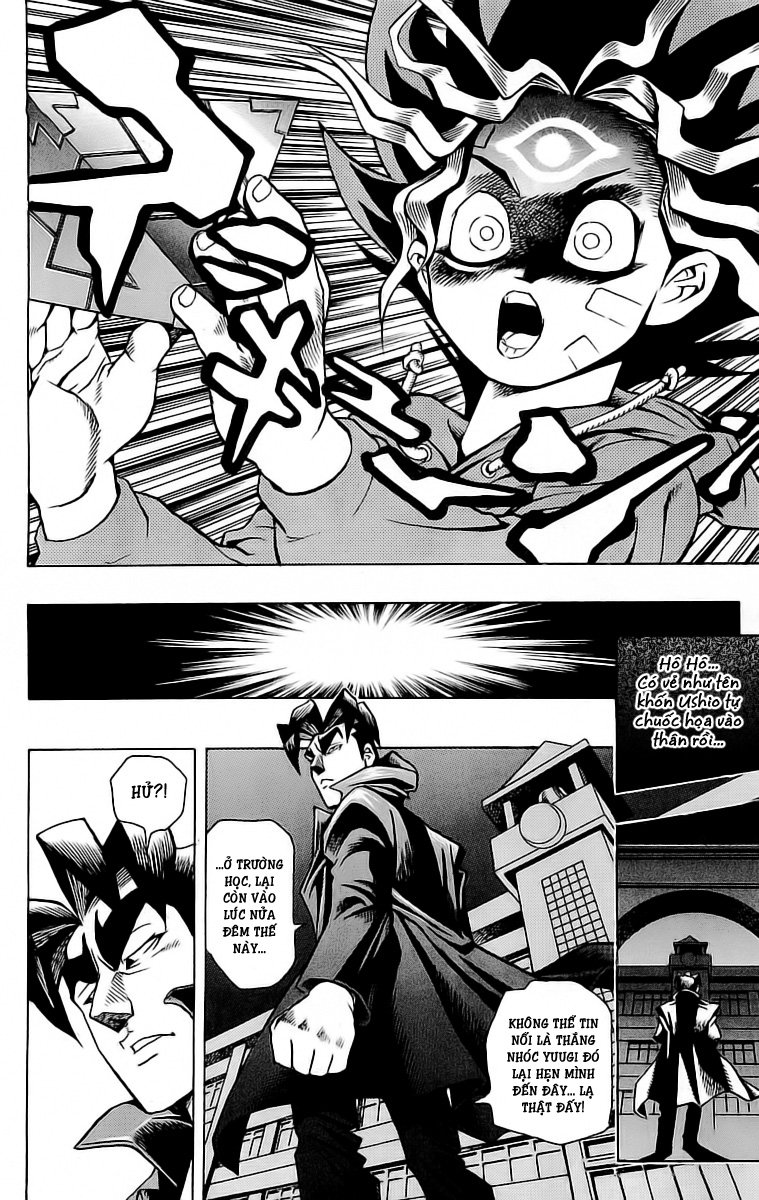 Hô Hô...
Có vẻ như tên
khốn Ushio tự
chuốc họa vào
thân rồi...
KHÔNG THỂ TIN
NỔI LÀ THẰNG
NHÓC YUUGI ĐÓ
LẠI HẸN MÌNH
ĐẾN ĐÂY... LẠ
THẬT ĐẤY!
...Ở TRƯỜNG
HỌC, LẠI
CÒN VÀO
LÚC NỬA
ĐÊM THẾ
NÀY...
HỬ?!